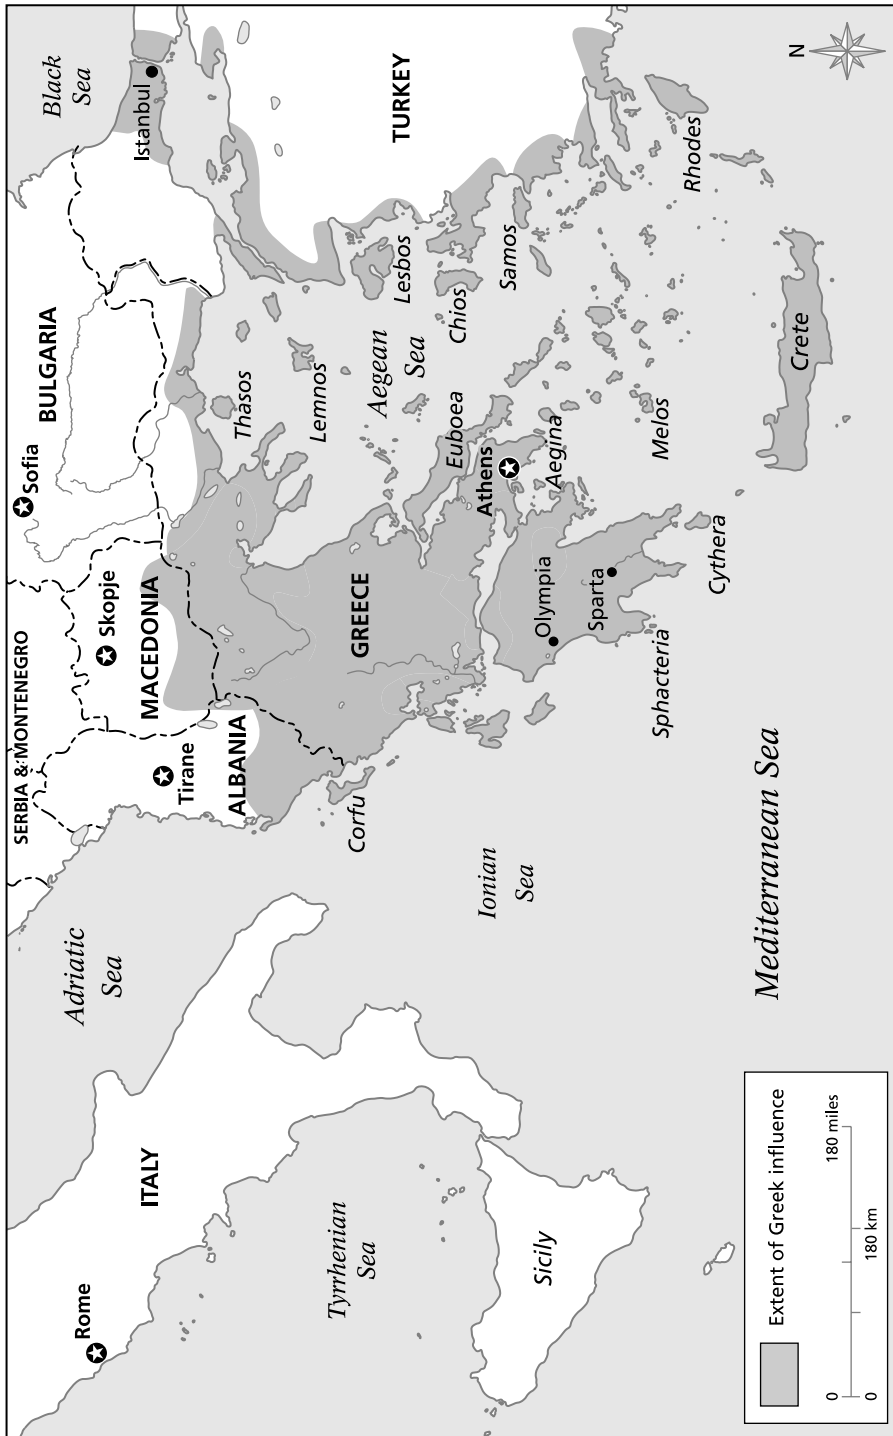 Black
Sea
Istanbul
TURKEY
N
BULGARIA
Sofia
SERBIA & MONTENEGRO
Skopje
MACEDONIA
Tirane
ALBANIA
Adriatic
Sea
ITALY
Rome
Thasos
Lemnos
Aegean
Sea
Lesbos
Chios
Samos
Rhodes
Euboea
Athens
Aegina
Melos
Crete
GREECE
Corfu
Olympia
Sparta
Cythera
Sphacteria
Ionian
Sea
Mediterranean Sea
Tyrrhenian
Sea
Sicily
Extent of Greek influence
0
180 miles
0
180 km